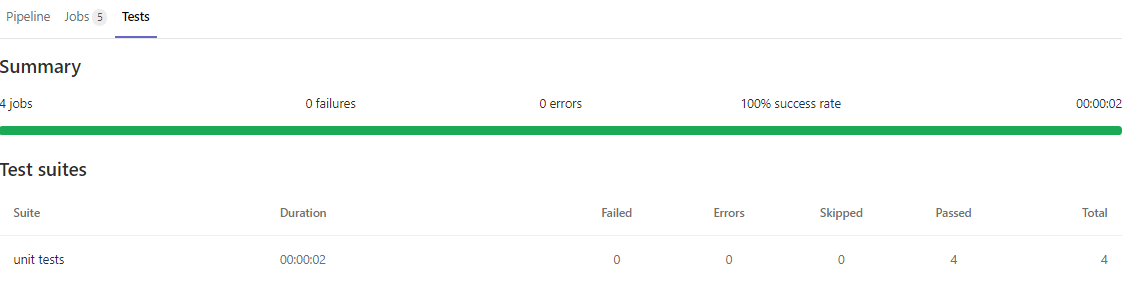 Pipeline Jobs 5 Tests
Summary
4 jobs 0 failures 0 errors 100% success rate 00:00:02
Test suites
Suite Duration Failed Errors Skipped Passed Total
unit tests 00:00:02 0 0 0 4 4